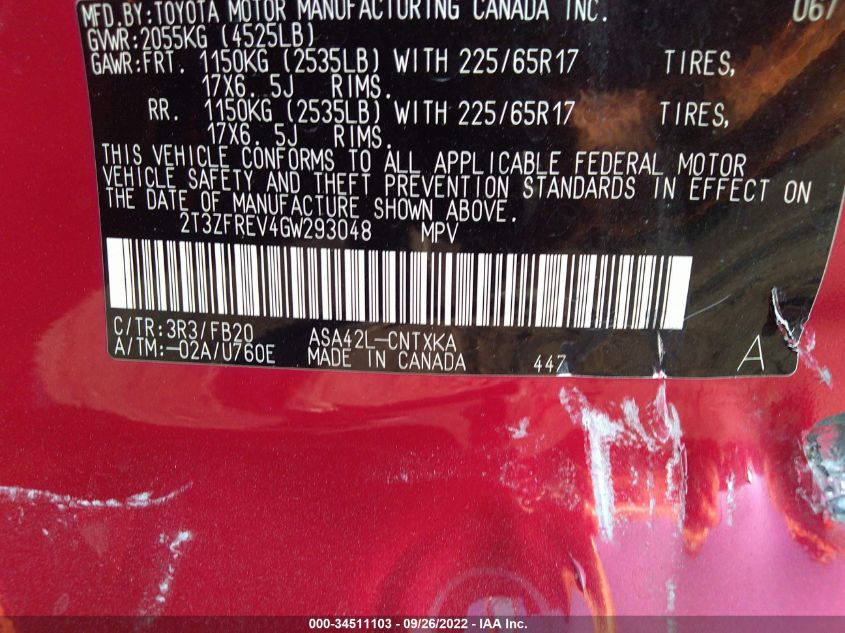 MFD.BY:TOYOTA MOTOR MANUFACTURING CANADA INC. 067
GVWR:2055KG (4525LB)
GAWR:FRT. 1150KG (2535LB) WITH 225/65R17 TIRES,
17X6.5J RIMS.
RR. 1150KG (2535LB) WITH 225/65R17 TIRES,
17X6.5J RIMS.
THIS VEHICLE CONFORMS TO ALL APPLICABLE FEDERAL MOTOR
VEHICLE SAFETY AND THEFT PREVENTION STANDARDS IN EFFECT ON
THE DATE OF MANUFACTURE SHOWN ABOVE.
2T3ZFREV4GW293048 MPV
C/TR:3R3/FB20 ASA42L-CNTXKA
A/TM:-02A/U760E MADE IN CANADA 447 A
000-34511103 - 09/26/2022 - IAA Inc.